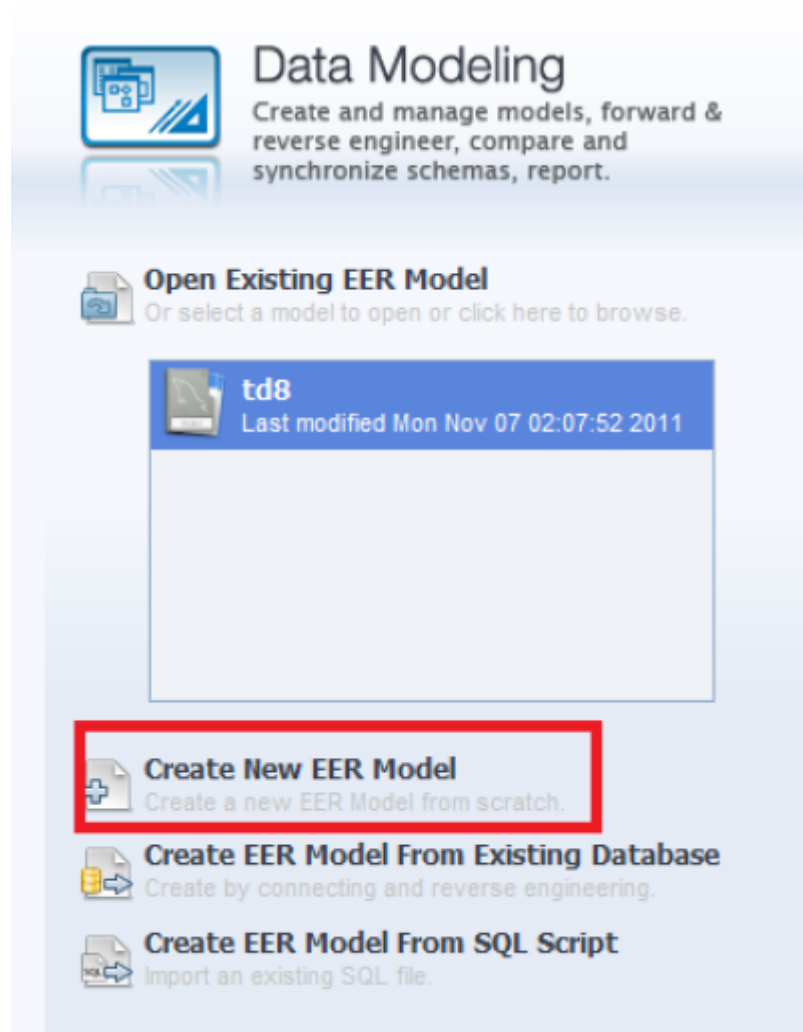 Data Modeling
Create and manage models, forward &
reverse engineer, compare and
synchronize schemas, report.
Open Existing EER Model
Or select a model to open or click here to browse.
td8
Last modified Mon Nov 07 02:07:52 2011
Create New EER Model
Create a new EER Model from scratch.
Create EER Model From Existing Database
Create by connecting and reverse engineering.
Create EER Model From SQL Script
Import an existing SQL file.